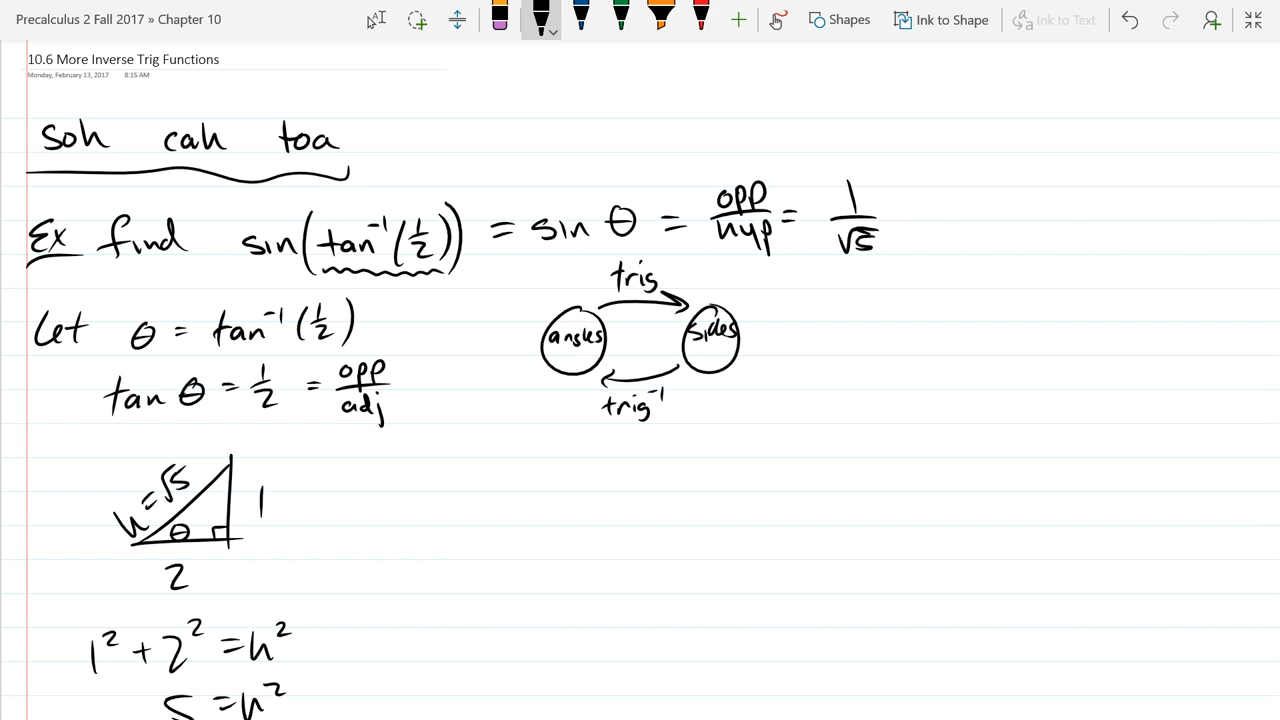 Precalculus 2 Fall 2017 » Chapter 10
Shapes Ink to Shape Ink to Text
10.6 More Inverse Trig Functions
Monday, February 13, 2017 8:15 AM
soh cah toa
Ex find sin(tan⁻¹(1/2)) = sin θ = opp/hyp = 1/√5
trig
Let θ = tan⁻¹(1/2)
angles sides
tan θ = 1/2 = opp/adj
trig⁻¹
h=√5 1
θ
2
1² + 2² = h²
5 = h²